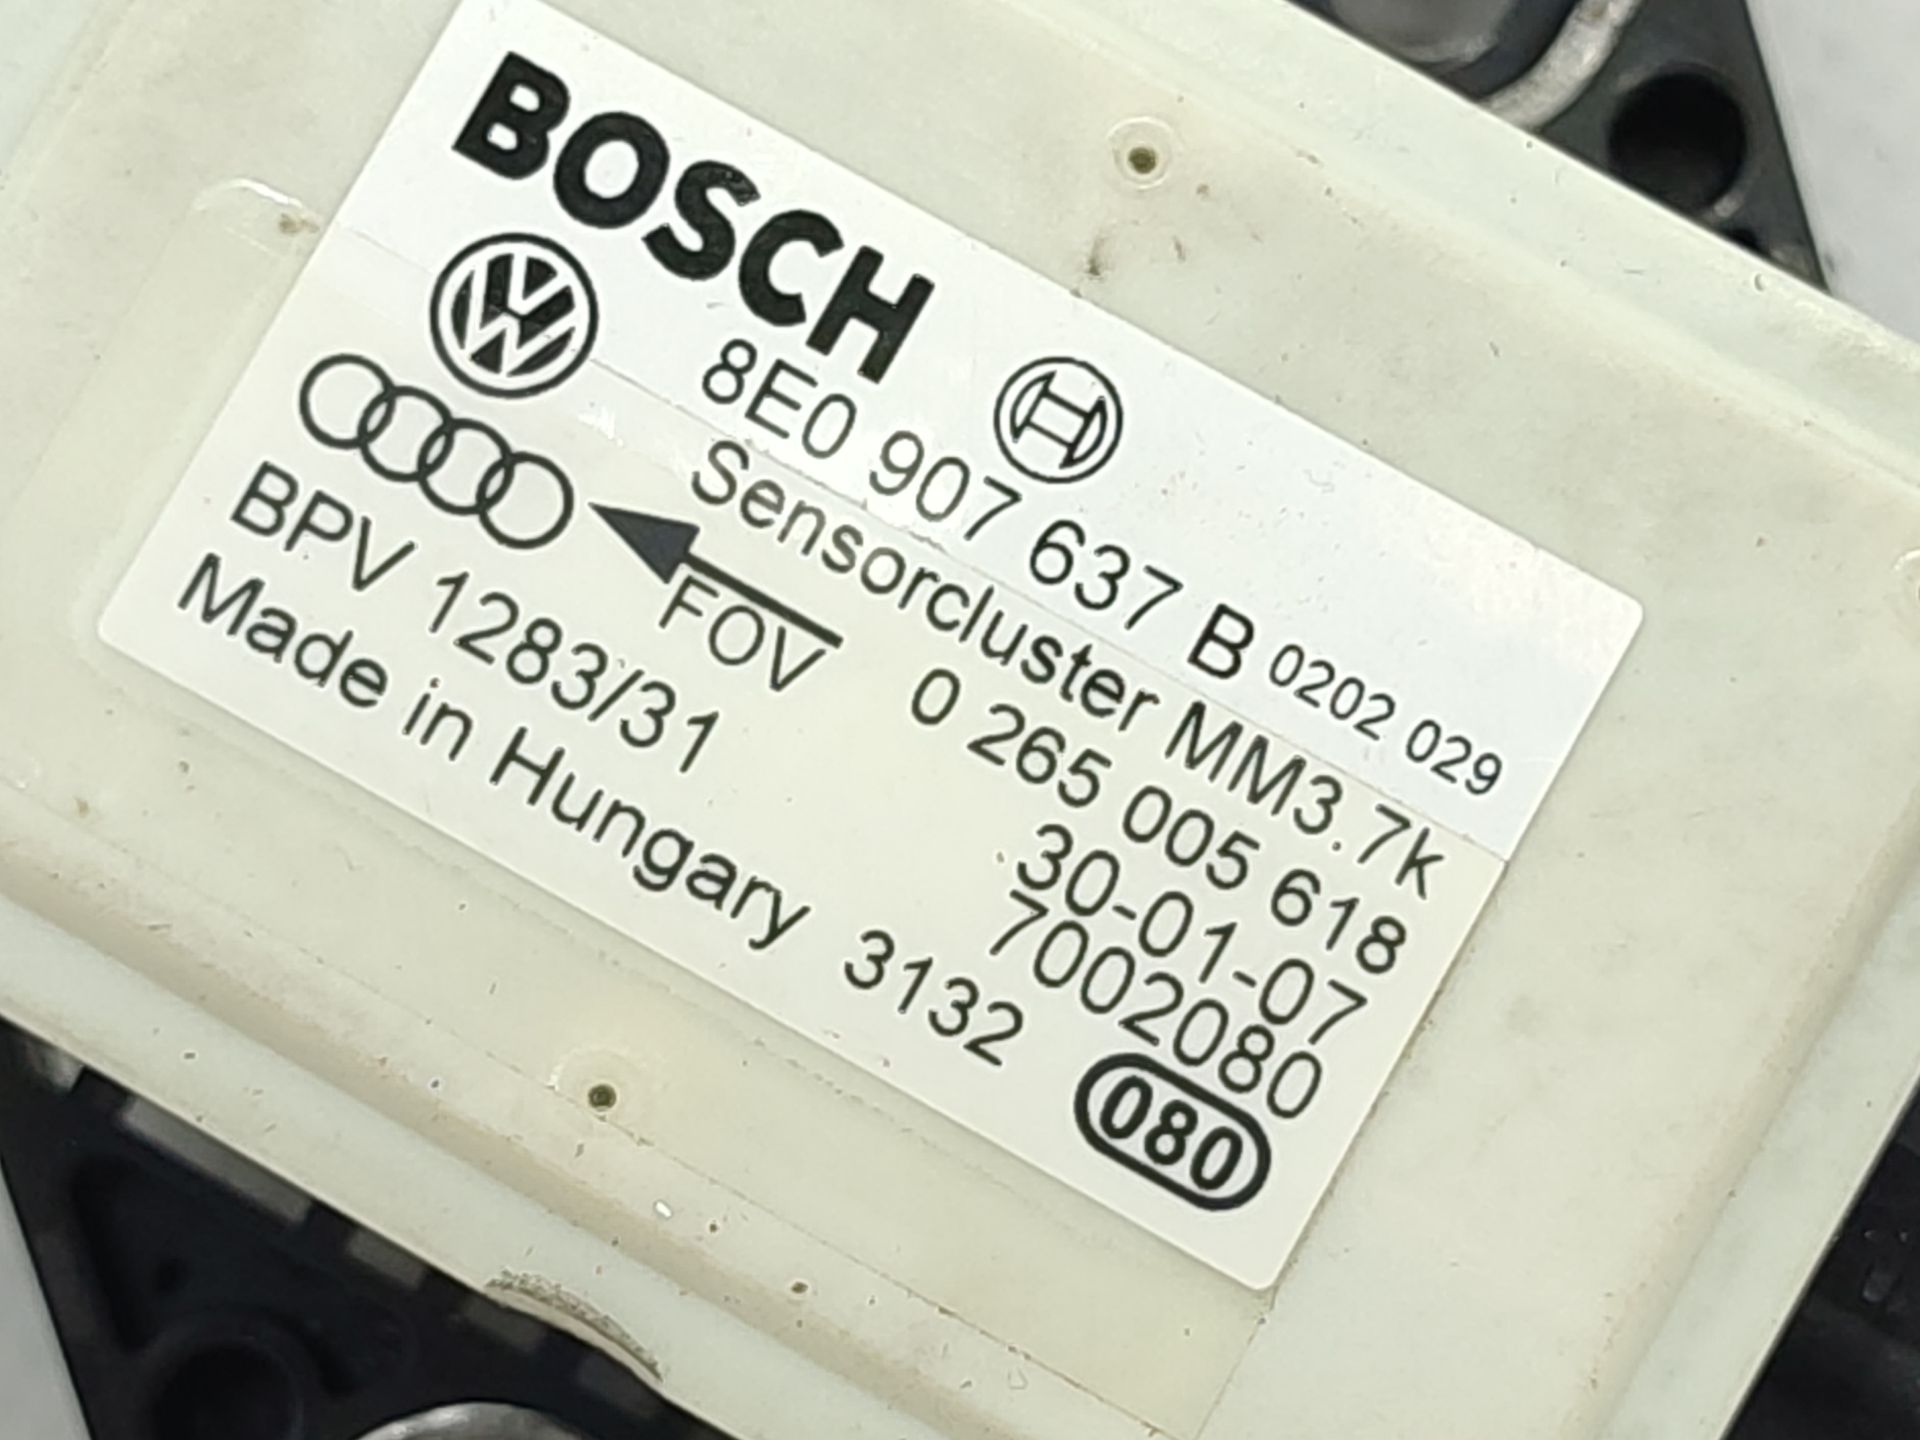 BOSCH
8E0 907 637 B 0202 029
Sensorcluster MM3.7k
FOV
0 265 005 618
BPV 1283/31
30-01-07
7002080
Made in Hungary 3132
080